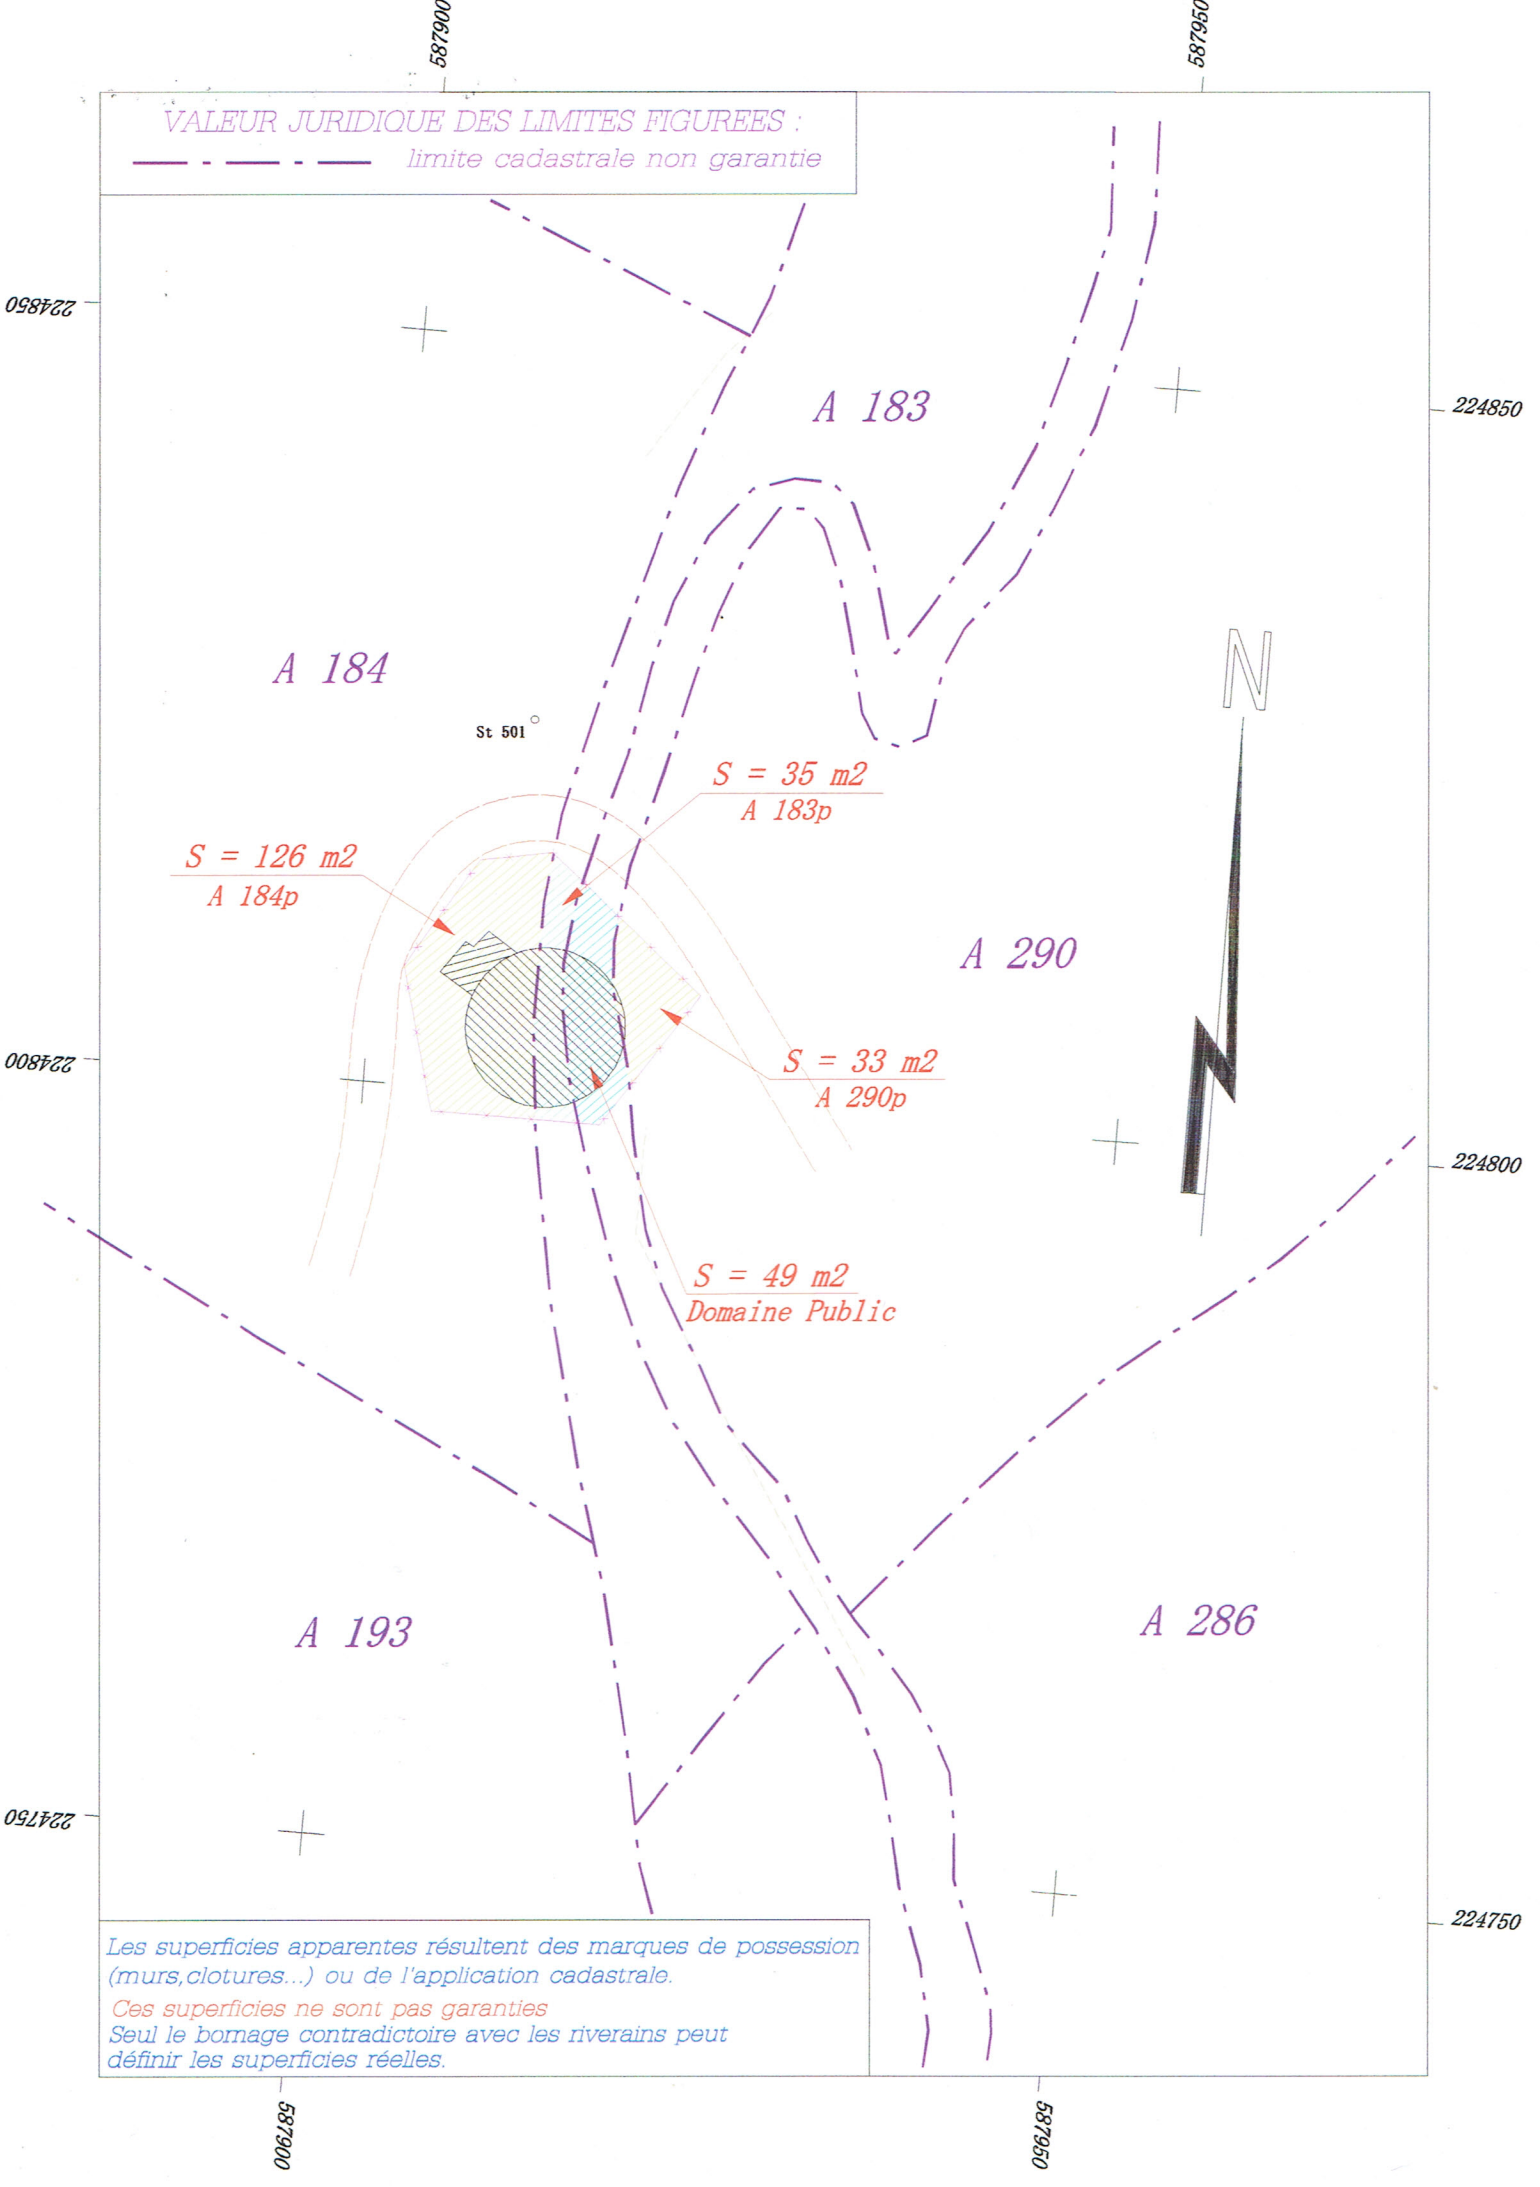 587900
587950
VALEUR JURIDIQUE DES LIMITES FIGUREES :
limite cadastrale non garantie
224850
A 183
224850
N
A 184
St 501
S = 35 m2
A 183p
S = 126 m2
A 184p
A 290
224800
S = 33 m2
A 290p
224800
S = 49 m2
Domaine Public
A 193
A 286
224750
224750
Les superficies apparentes résultent des marques de possession
(murs,clotures...) ou de l'application cadastrale.
Ces superficies ne sont pas garanties
Seul le bornage contradictoire avec les riverains peut
définir les superficies réelles.
587900
587950